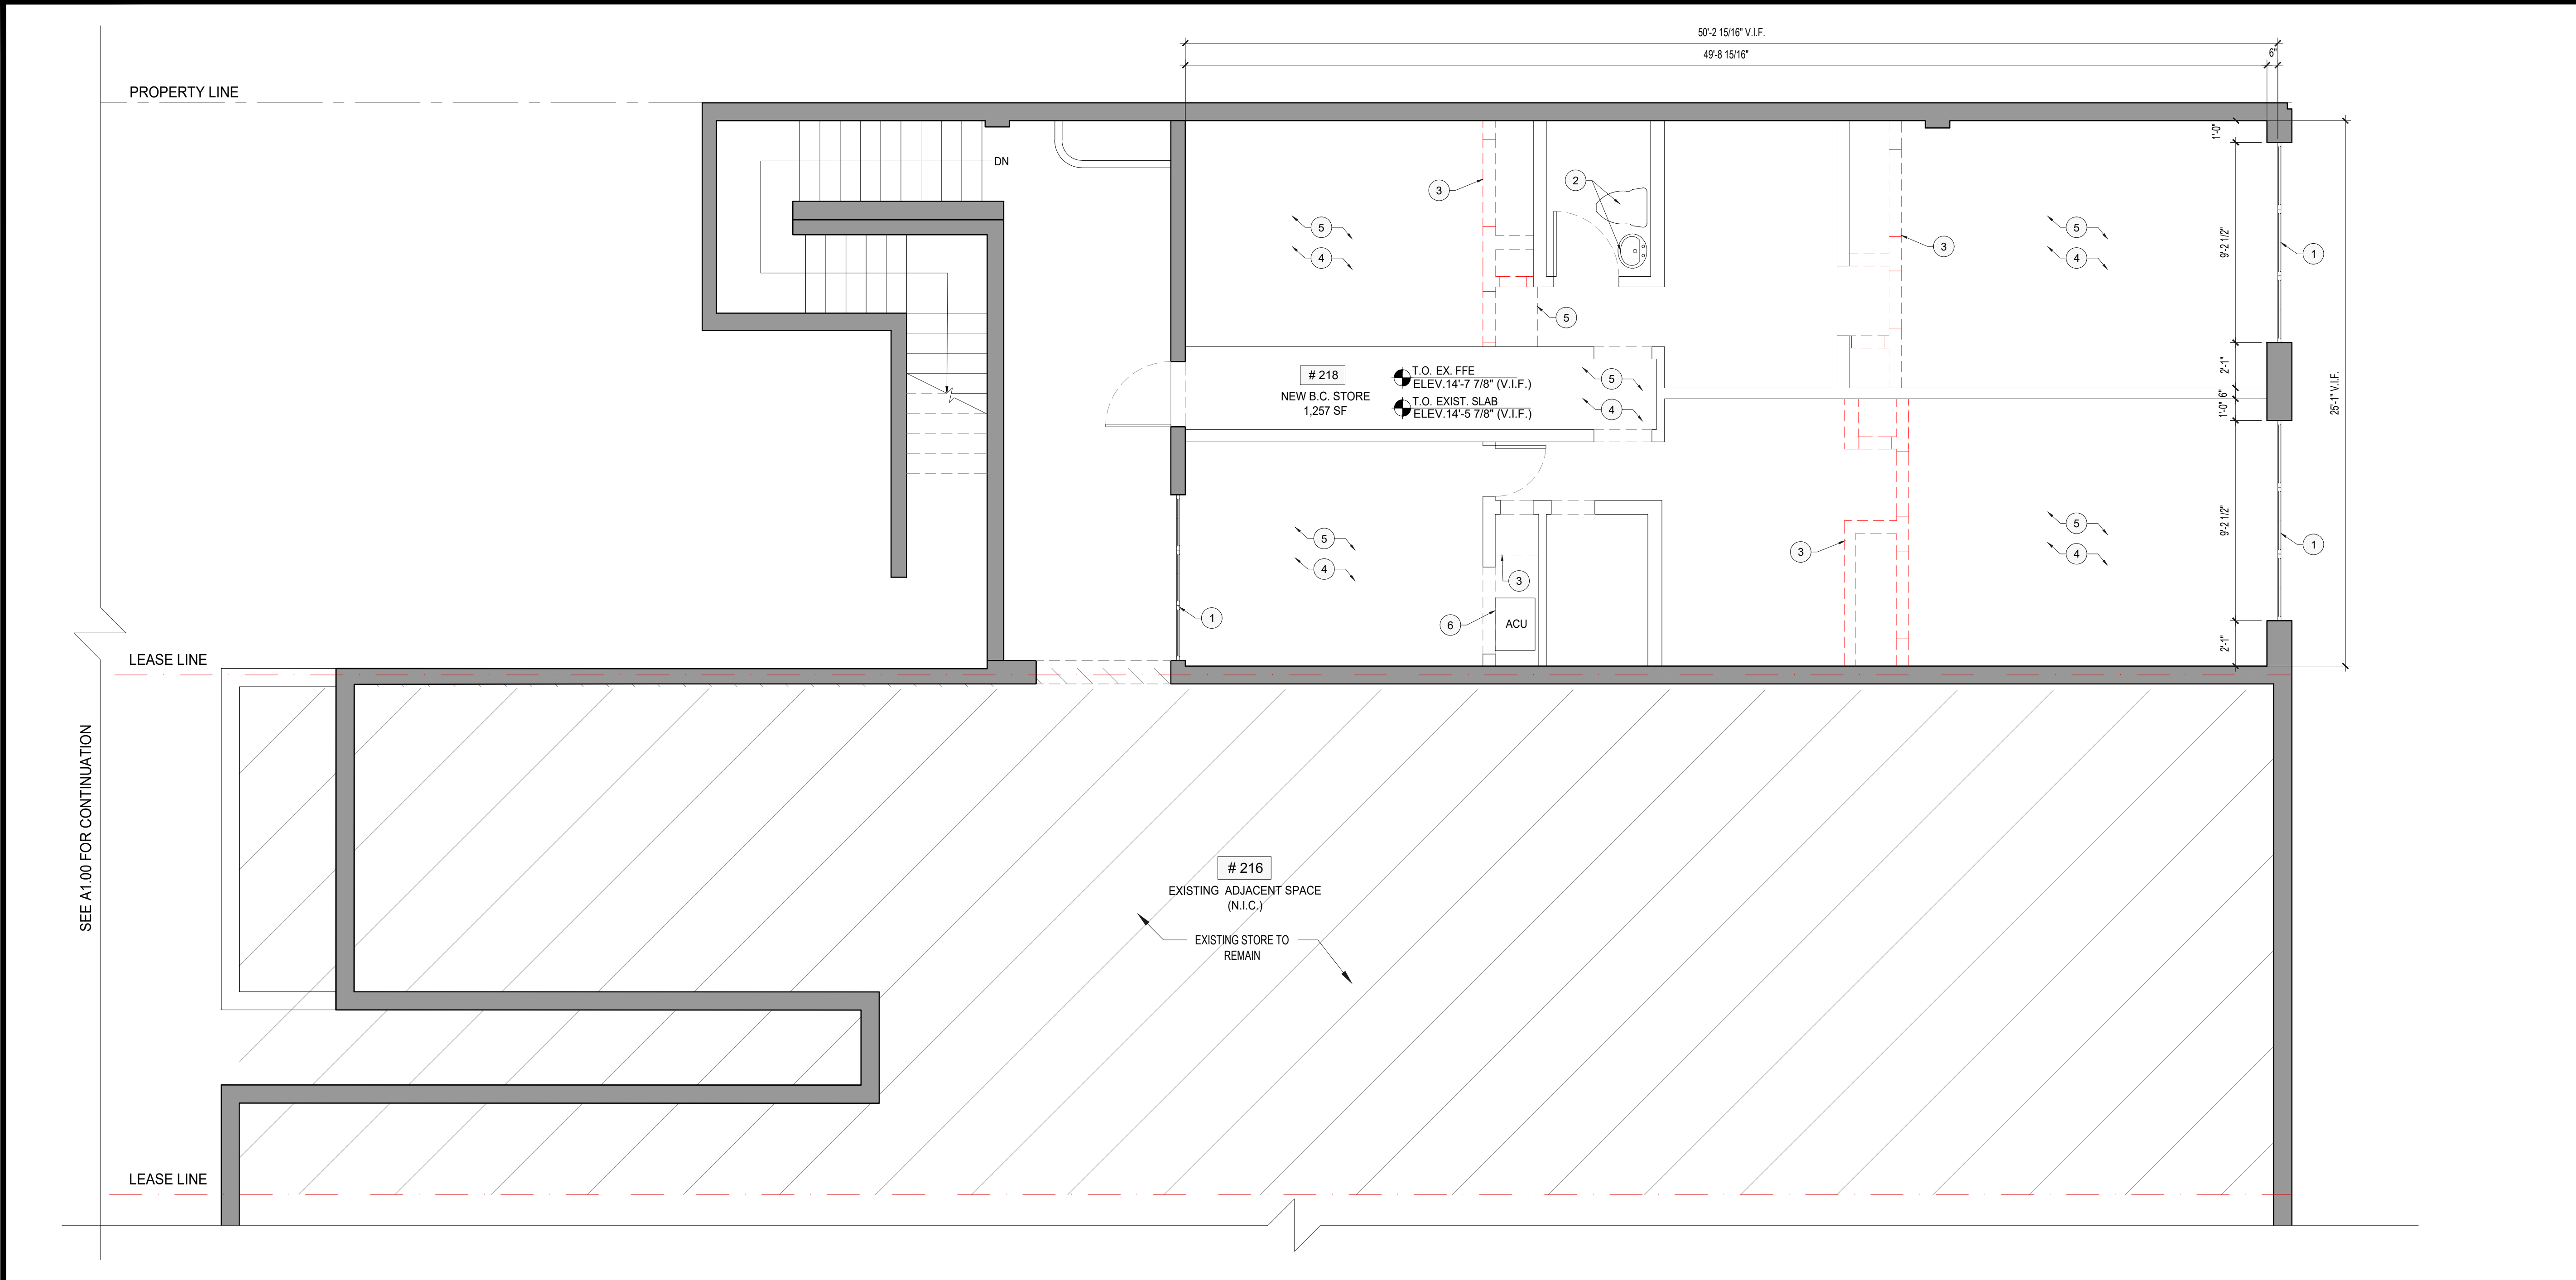 50'-2 15/16" V.I.F.
49'-8 15/16"
6"
PROPERTY LINE
DN
1'-0"
9'-2 1/2"
2'-1"
6"
1'-0"
9'-2 1/2"
2'-1"
25'-1" V.I.F.
3
2
5
4
3
5
4
1
5
# 218
NEW B.C. STORE
1,257 SF
T.O. EX. FFE
ELEV.14'-7 7/8" (V.I.F.)
T.O. EXIST. SLAB
ELEV.14'-5 7/8" (V.I.F.)
5
4
5
4
3
3
5
4
1
1
6
ACU
LEASE LINE
SEE A1.00 FOR CONTINUATION
# 216
EXISTING ADJACENT SPACE
(N.I.C.)
EXISTING STORE TO
REMAIN
LEASE LINE